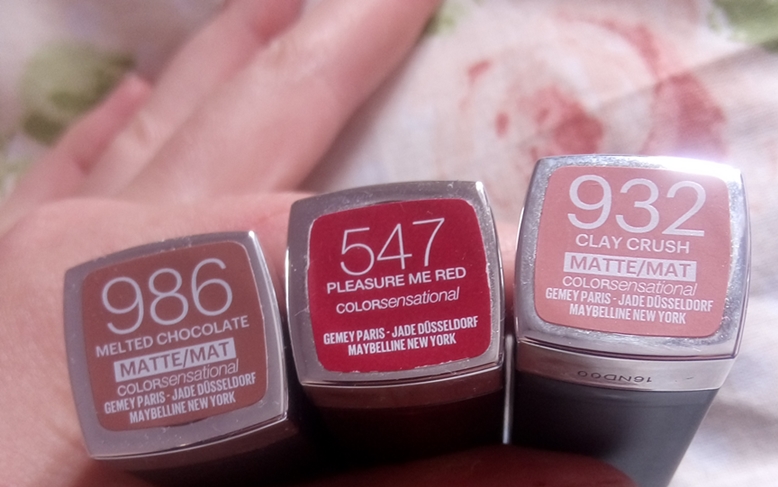 986
MELTED CHOCOLATE
MATTE/MAT
COLORsensational
GEMEY PARIS - JADE DÜSSELDORF
MAYBELLINE NEW YORK
547
PLEASURE ME RED
COLORsensational
GEMEY PARIS - JADE DÜSSELDORF
MAYBELLINE NEW YORK
932
CLAY CRUSH
MATTE/MAT
COLORsensational
GEMEY PARIS - JADE DÜSSELDORF
MAYBELLINE NEW YORK